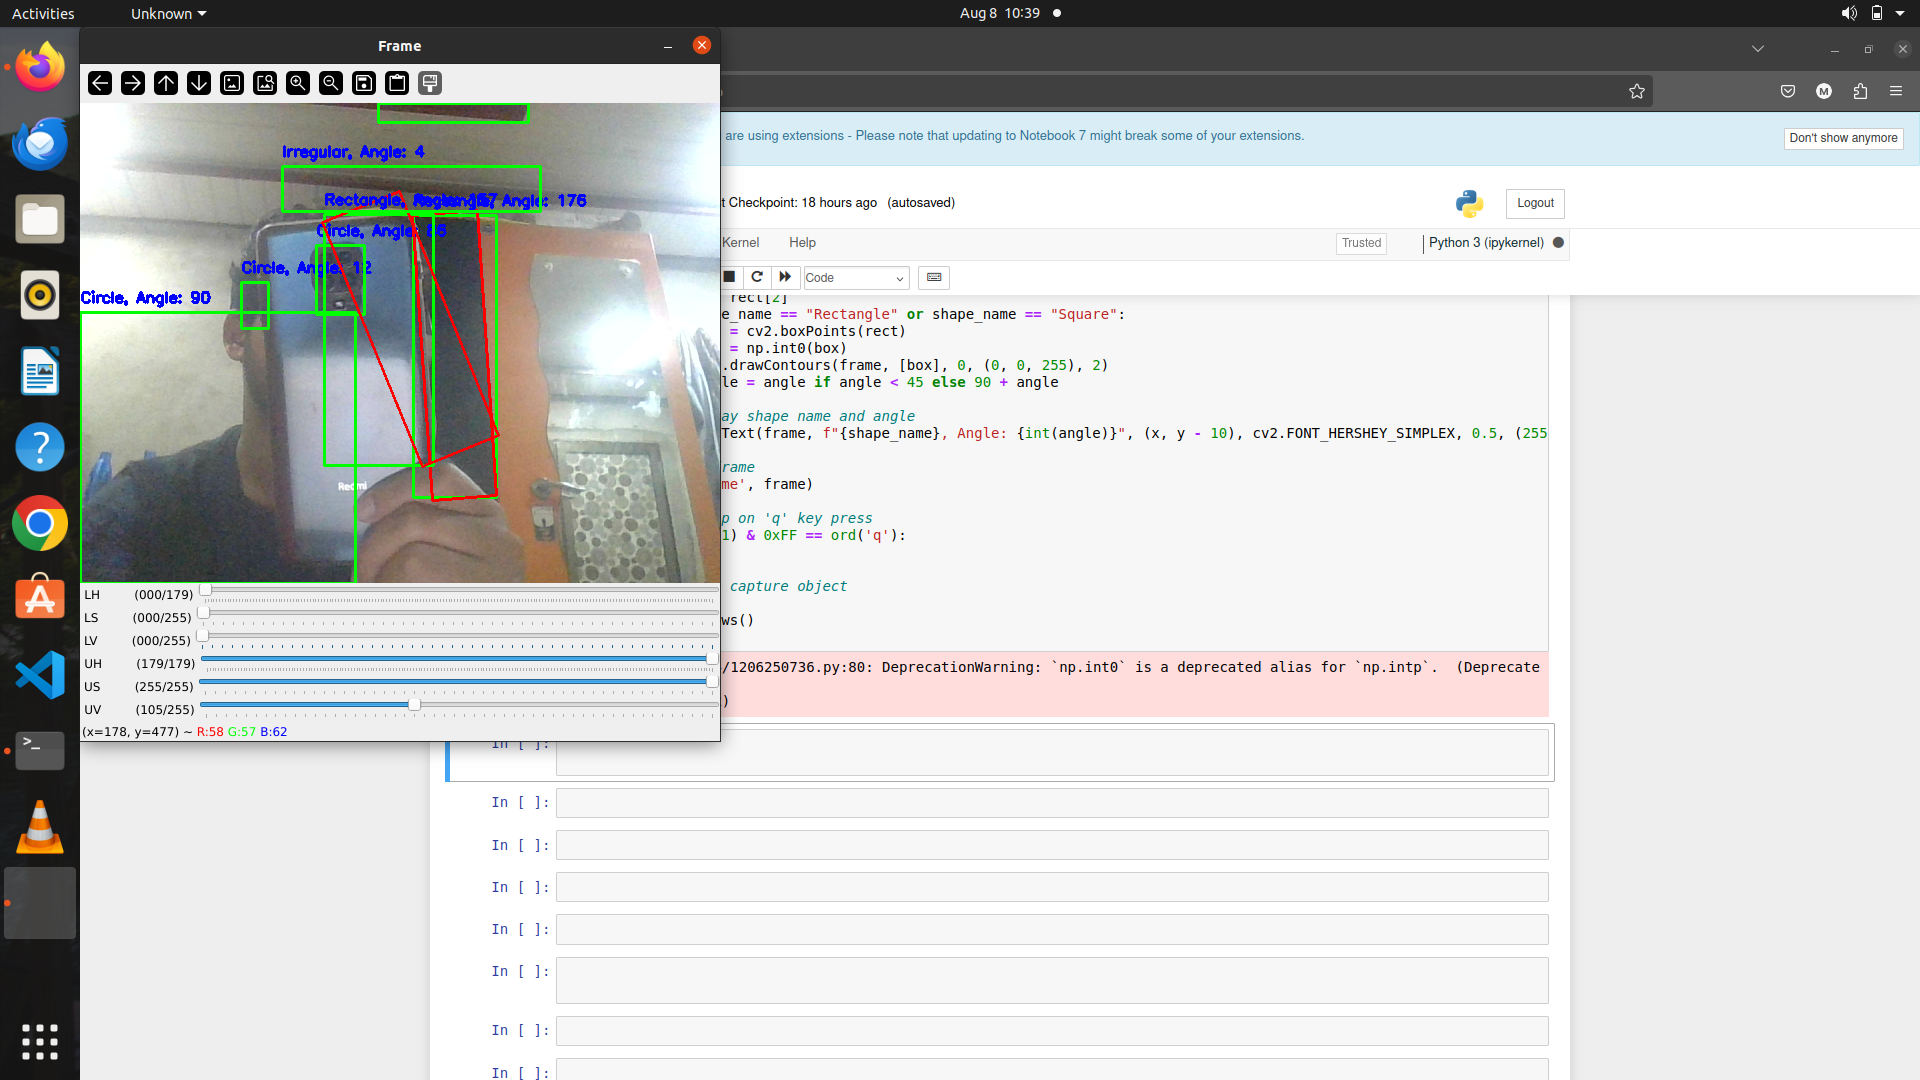 Activities
Unknown
Aug 8 10:39
Frame
Irregular, Angle: 4
Rectangle,
Angle: 176
Circle, Angle:
Circle, Angle: 12
Circle, Angle: 90
Redmi
LH (000/179)
LS (000/255)
LV (000/255)
UH (179/179)
US (255/255)
UV (105/255)
(x=178, y=477) ~ R:58 G:57 B:62
are using extensions - Please note that updating to Notebook 7 might break some of your extensions.
Don't show anymore
M
t Checkpoint: 18 hours ago (autosaved)
Logout
Kernel Help
Trusted
Python 3 (ipykernel)
Code
rect[2]
e_name == "Rectangle" or shape_name == "Square":
= cv2.boxPoints(rect)
= np.int0(box)
.drawContours(frame, [box], 0, (0, 0, 255), 2)
le = angle if angle < 45 else 90 + angle
ay shape name and angle
Text(frame, f"{shape_name}, Angle: {int(angle)}", (x, y - 10), cv2.FONT_HERSHEY_SIMPLEX, 0.5, (255
rame
me', frame)
p on 'q' key press
1) & 0xFF == ord('q'):
capture object
ws()
/1206250736.py:80: DeprecationWarning: `np.int0` is a deprecated alias for `np.intp`. (Deprecate
)
In [ ]:
In [ ]:
In [ ]:
In [ ]:
In [ ]:
In [ ]:
In [ ]:
In [ ]: